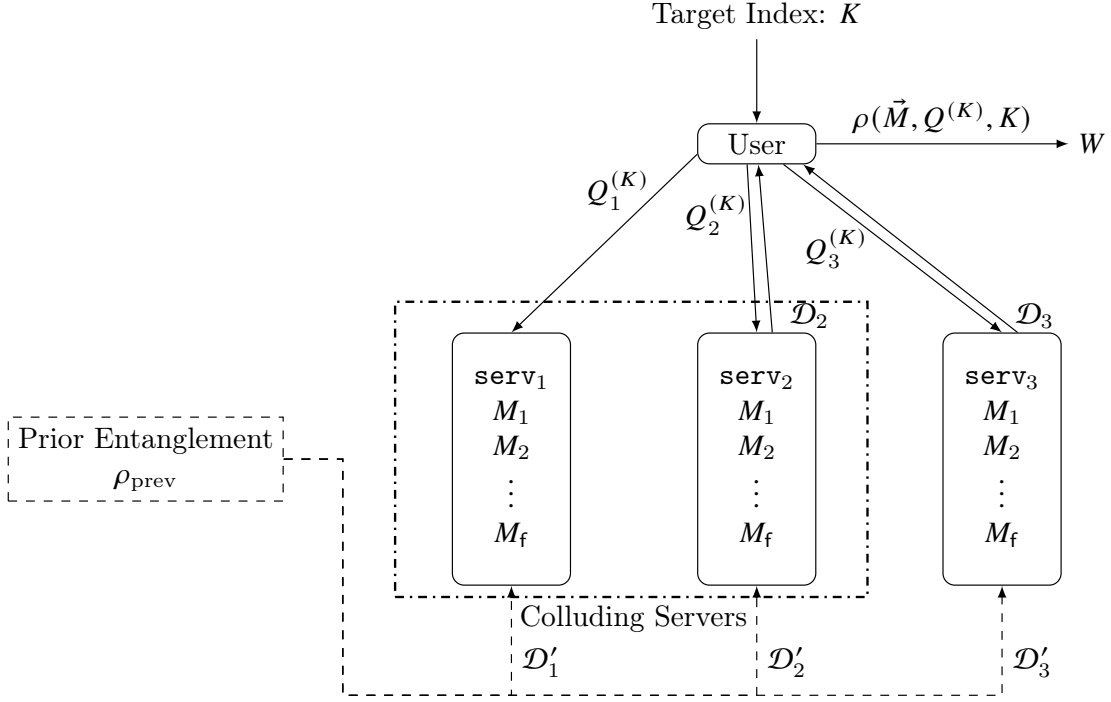 Target Index: K
User
ρ(M⃗, Q^(K), K)
W
Q_1^(K)
Q_2^(K)
Q_3^(K)
𝒟_2
𝒟_3
serv_1
M_1
M_2
⋮
M_f
serv_2
M_1
M_2
⋮
M_f
serv_3
M_1
M_2
⋮
M_f
Prior Entanglement
ρ_prev
Colluding Servers
𝒟′_1
𝒟′_2
𝒟′_3